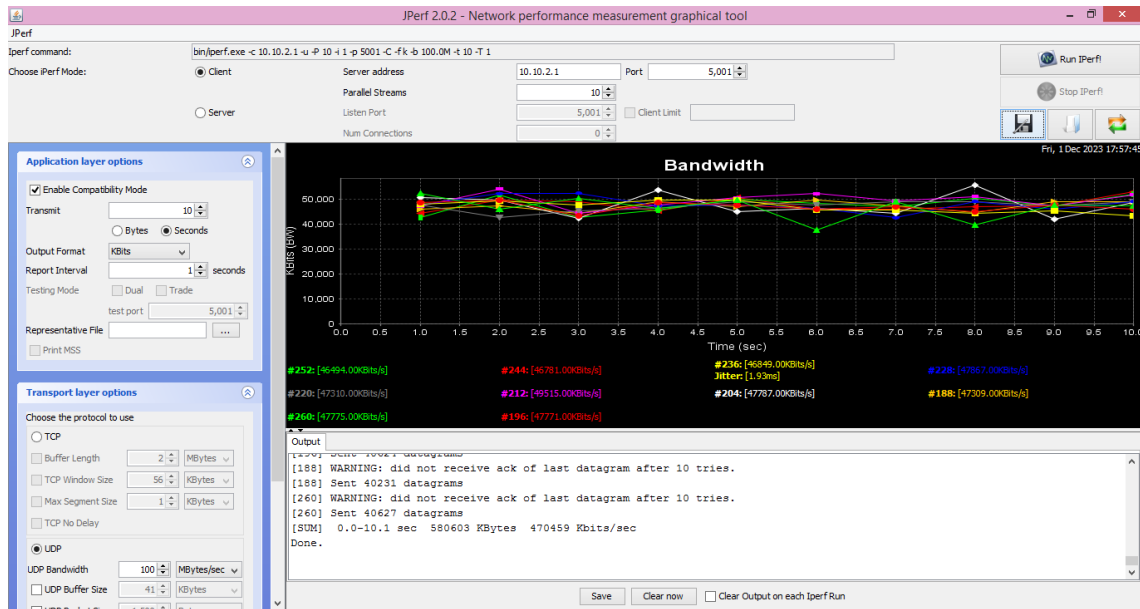 JPerf 2.0.2 - Network performance measurement graphical tool
JPerf
Iperf command:
bin/iperf.exe -c 10.10.2.1 -u -P 10 -i 1 -p 5001 -C -f k -b 100.0M -t 10 -T 1
Run IPerf!
Choose iPerf Mode:
Client
Server address
10.10.2.1
Port
5,001
Parallel Streams
10
Stop IPerf!
Server
Listen Port
5,001
Client Limit
Num Connections
0
Fri, 1 Dec 2023 17:57:45
Application layer options
Enable Compatibility Mode
Transmit
10
Bytes
Seconds
Output Format
KBits
Report Interval
1
seconds
Testing Mode
Dual
Trade
test port
5,001
Representative File
...
Print MSS
Transport layer options
Choose the protocol to use
TCP
Buffer Length
2
MBytes
TCP Window Size
56
KBytes
Max Segment Size
1
KBytes
TCP No Delay
UDP
UDP Bandwidth
100
MBytes/sec
UDP Buffer Size
41
KBytes
Bandwidth
KBits (BW)
50,000
40,000
30,000
20,000
10,000
0
0.0 0.5 1.0 1.5 2.0 2.5 3.0 3.5 4.0 4.5 5.0 5.5 6.0 6.5 7.0 7.5 8.0 8.5 9.0 9.5 10.0
Time (sec)
#252: [46494.00KBits/s]
#244: [46781.00KBits/s]
#236: [46849.00KBits/s]
Jitter: [1.93ms]
#220: [47310.00KBits/s]
#212: [49515.00KBits/s]
#204: [47787.00KBits/s]
#188: [47309.00KBits/s]
#260: [47775.00KBits/s]
#196: [47771.00KBits/s]
Output
[188] WARNING: did not receive ack of last datagram after 10 tries.
[188] Sent 40231 datagrams
[260] WARNING: did not receive ack of last datagram after 10 tries.
[260] Sent 40627 datagrams
[SUM] 0.0-10.1 sec 580603 KBytes 470459 Kbits/sec
Done.
Save
Clear now
Clear Output on each Iperf Run